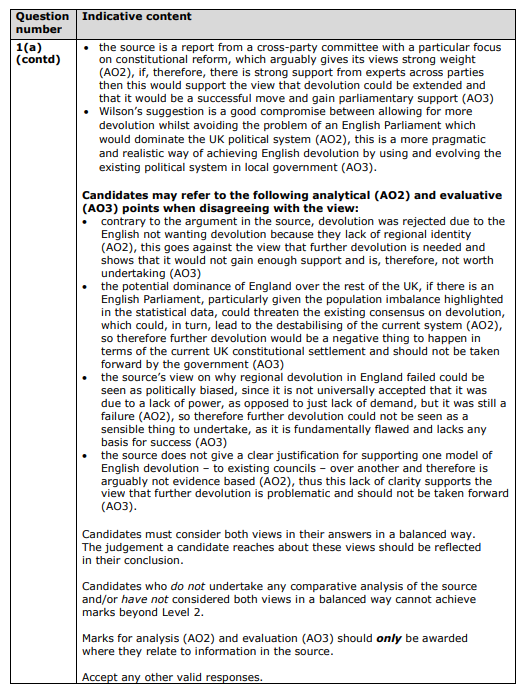 Question number
Indicative content
1(a)
(contd)
• the source is a report from a cross-party committee with a particular focus
on constitutional reform, which arguably gives its views strong weight
(AO2), if, therefore, there is strong support from experts across parties
then this would support the view that devolution could be extended and
that it would be a successful move and gain parliamentary support (AO3)
• Wilson's suggestion is a good compromise between allowing for more
devolution whilst avoiding the problem of an English Parliament which
would dominate the UK political system (AO2), this is a more pragmatic
and realistic way of achieving English devolution by using and evolving the
existing political system in local government (AO3).
Candidates may refer to the following analytical (AO2) and evaluative
(AO3) points when disagreeing with the view:
• contrary to the argument in the source, devolution was rejected due to the
English not wanting devolution because they lack of regional identity
(AO2), this goes against the view that further devolution is needed and
shows that it would not gain enough support and is, therefore, not worth
undertaking (AO3)
• the potential dominance of England over the rest of the UK, if there is an
English Parliament, particularly given the population imbalance highlighted
in the statistical data, could threaten the existing consensus on devolution,
which could, in turn, lead to the destabilising of the current system (AO2),
so therefore further devolution would be a negative thing to happen in
terms of the current UK constitutional settlement and should not be taken
forward by the government (AO3)
• the source's view on why regional devolution in England failed could be
seen as politically biased, since it is not universally accepted that it was
due to a lack of power, as opposed to just lack of demand, but it was still a
failure (AO2), so therefore further devolution could not be seen as a
sensible thing to undertake, as it is fundamentally flawed and lacks any
basis for success (AO3)
• the source does not give a clear justification for supporting one model of
English devolution – to existing councils – over another and therefore is
arguably not evidence based (AO2), thus this lack of clarity supports the
view that further devolution is problematic and should not be taken forward
(AO3).
Candidates must consider both views in their answers in a balanced way.
The judgement a candidate reaches about these views should be reflected
in their conclusion.
Candidates who do not undertake any comparative analysis of the source
and/or have not considered both views in a balanced way cannot achieve
marks beyond Level 2.
Marks for analysis (AO2) and evaluation (AO3) should only be awarded
where they relate to information in the source.
Accept any other valid responses.